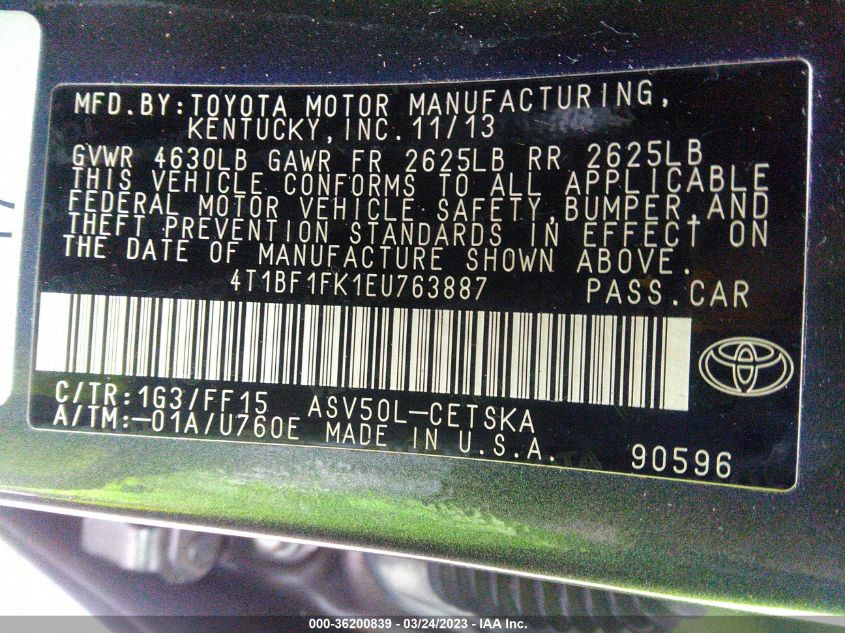 MFD.BY:TOYOTA MOTOR MANUFACTURING,
KENTUCKY,INC.11/13
GVWR 4630LB GAWR FR 2625LB RR 2625LB
THIS VEHICLE CONFORMS TO ALL APPLICABLE
FEDERAL MOTOR VEHICLE SAFETY,BUMPER,AND
THEFT PREVENTION STANDARDS IN EFFECT ON
THE DATE OF MANUFACTURE SHOWN ABOVE.
4T1BF1FK1EU763887 PASS.CAR
C/TR:1G3/FF15 ASV50L-CETSKA
A/TM:-01A/U760E MADE IN U.S.A.
90596
000-36200839 / 03/24/2023 / IAA Inc.